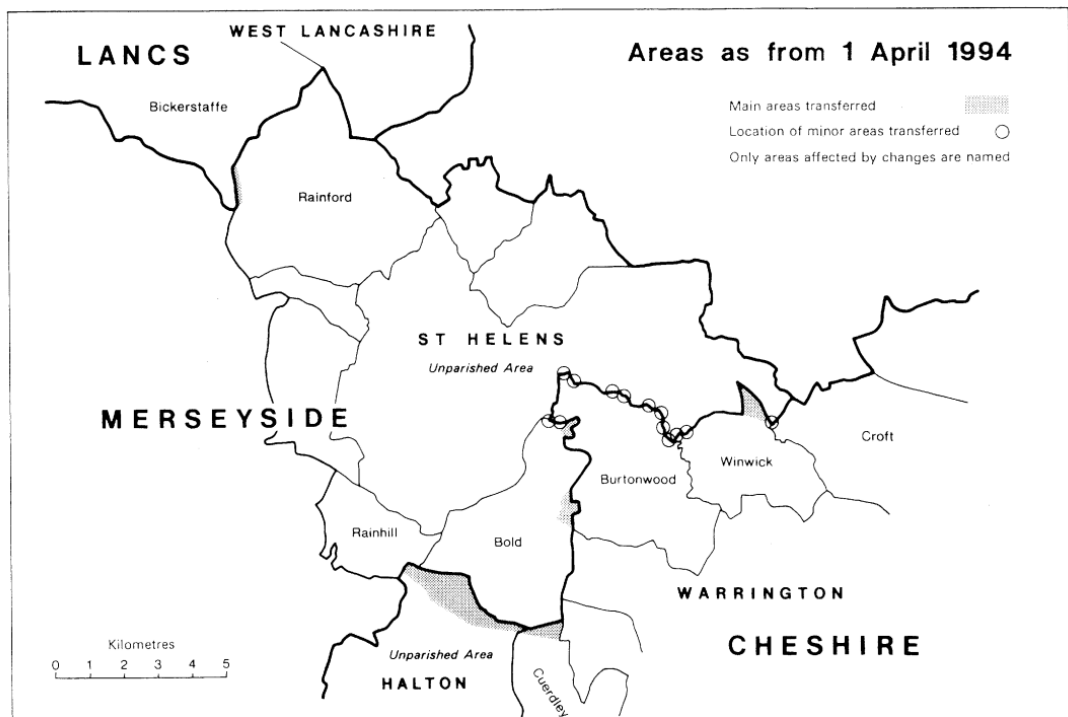 WEST LANCASHIRE
LANCS
Areas as from 1 April 1994
Bickerstaffe
Main areas transferred
Location of minor areas transferred
Only areas affected by changes are named
Rainford
ST HELENS
Unparished Area
MERSEYSIDE
Croft
Winwick
Burtonwood
Rainhill
Bold
WARRINGTON
CHESHIRE
Kilometres
0 1 2 3 4 5
Unparished Area
HALTON
Cuerdley